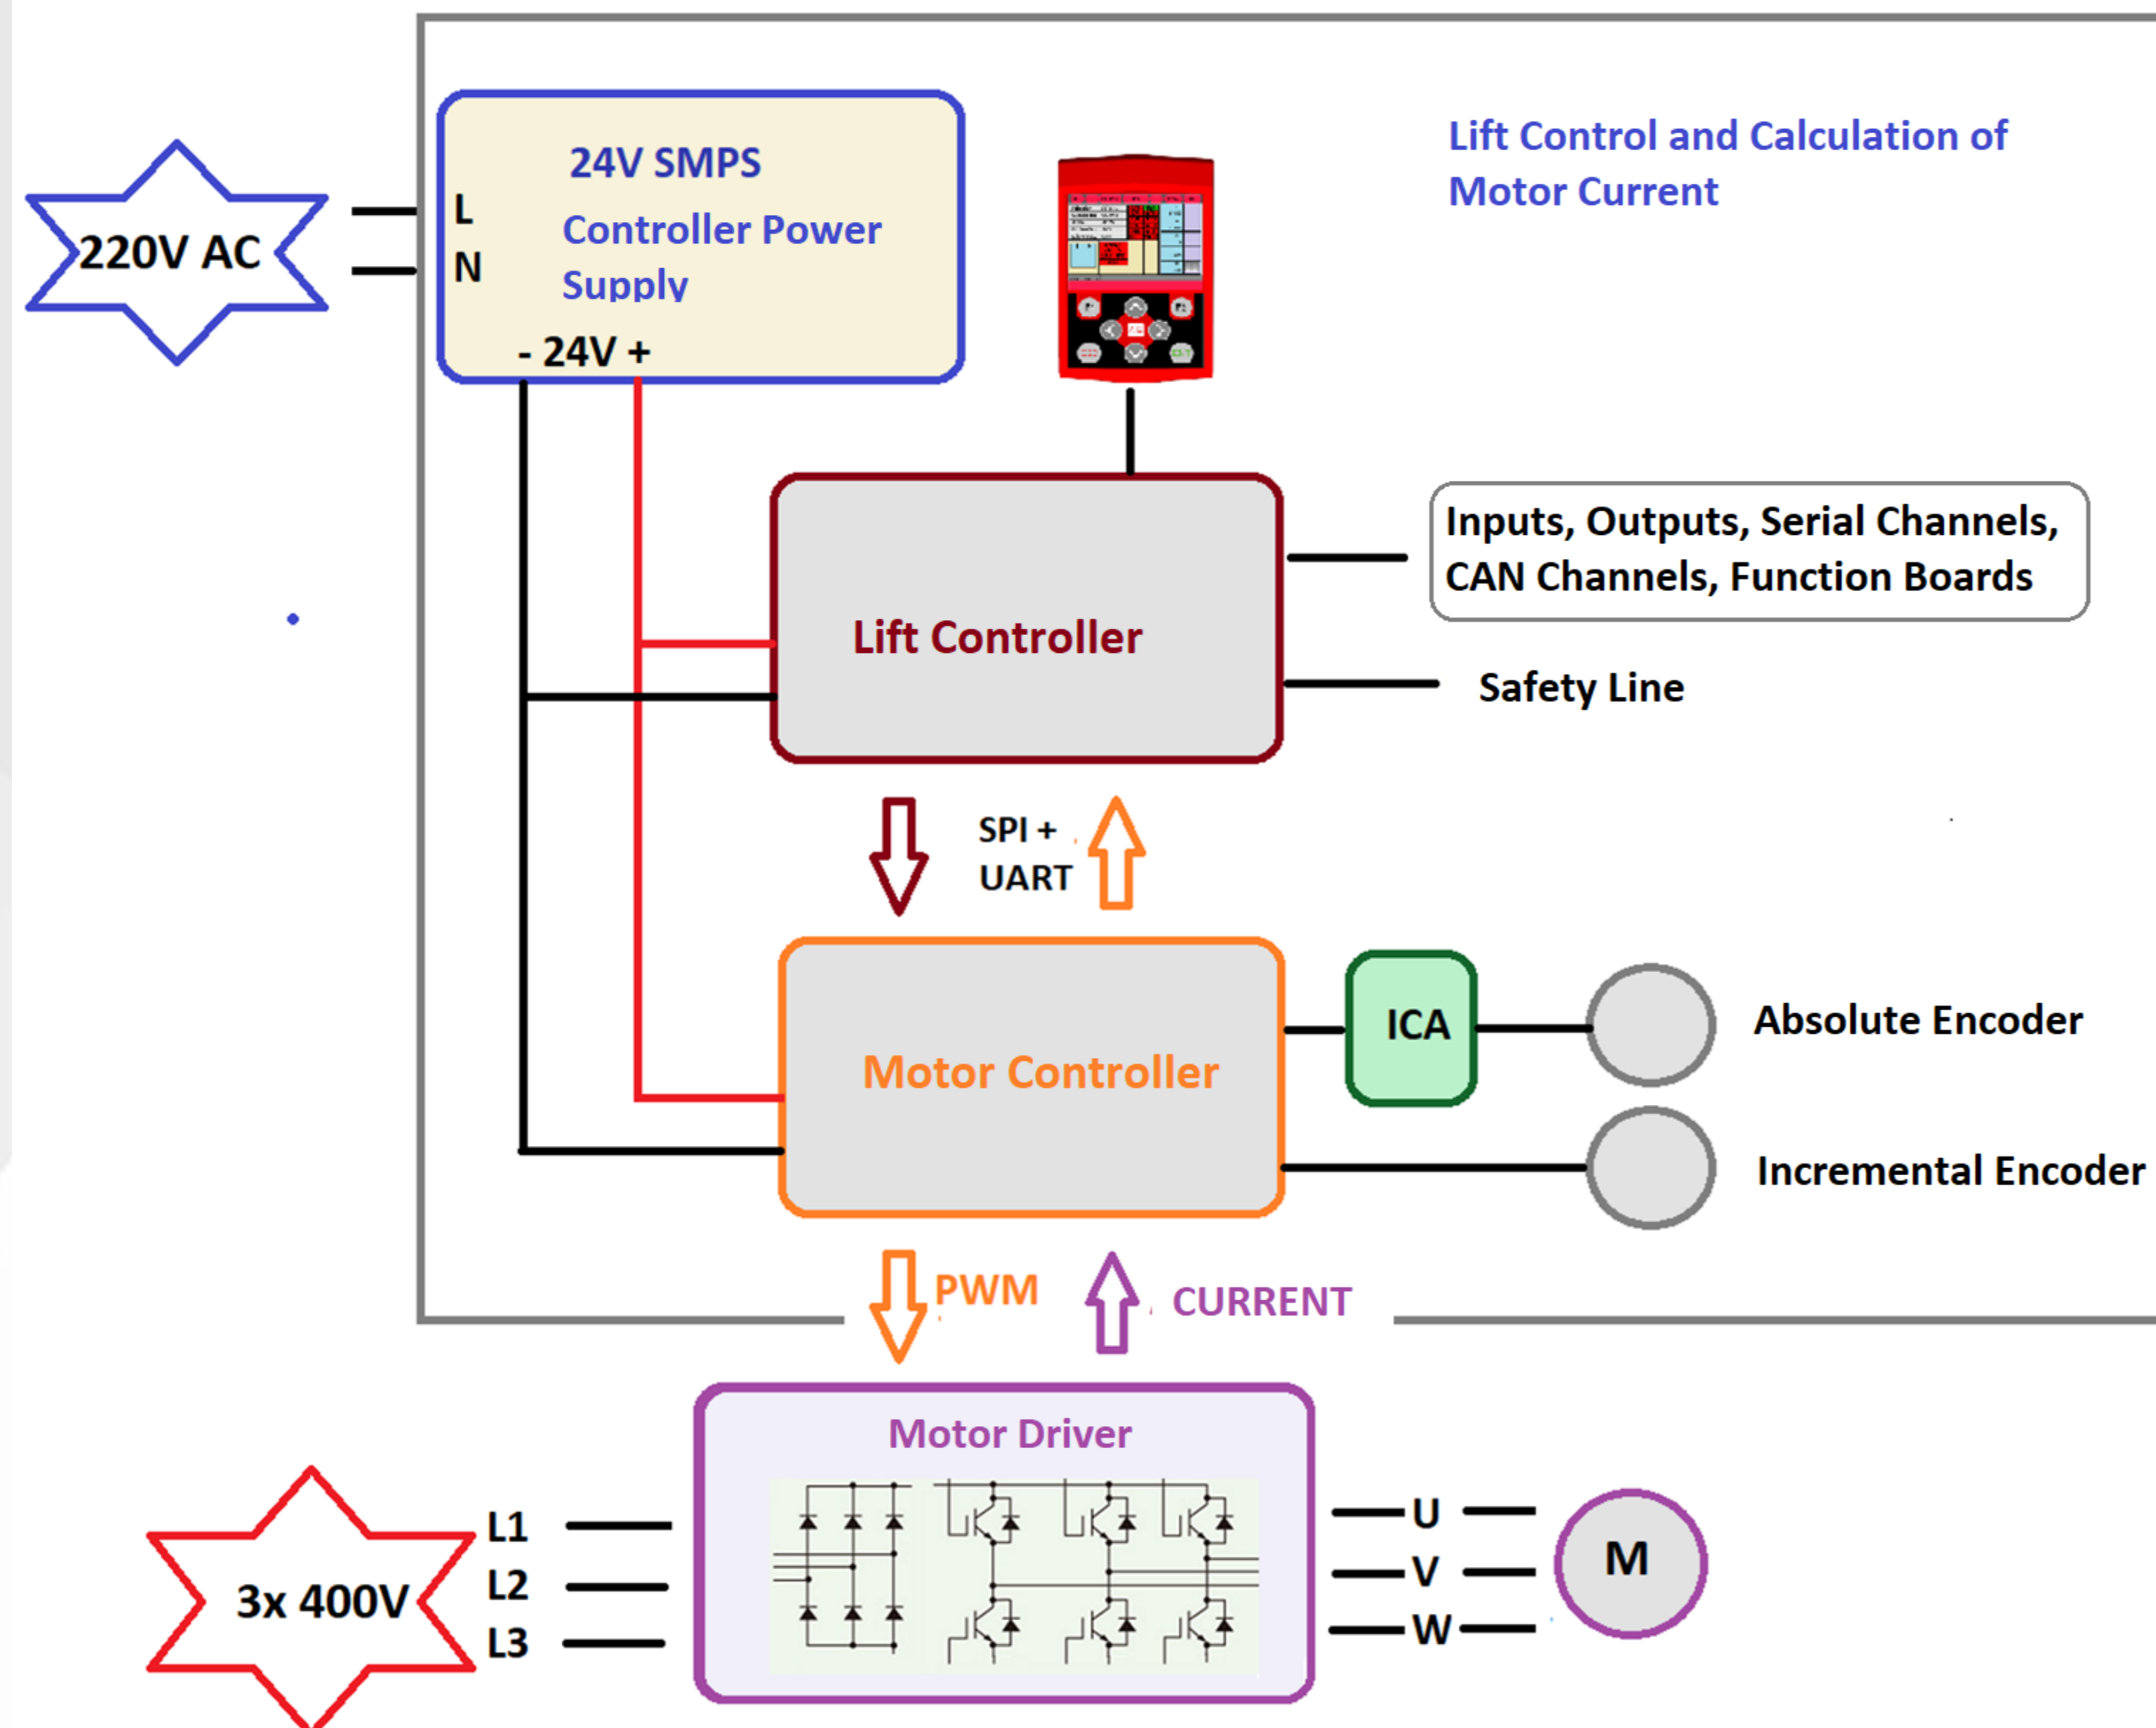 Lift Control and Calculation of
Motor Current
220V AC
L
N
24V SMPS
Controller Power
Supply
- 24V +
Lift Controller
Inputs, Outputs, Serial Channels,
CAN Channels, Function Boards
Safety Line
SPI +
UART
Motor Controller
ICA
Absolute Encoder
Incremental Encoder
PWM
CURRENT
Motor Driver
3x 400V
L1
L2
L3
U
V
W
M